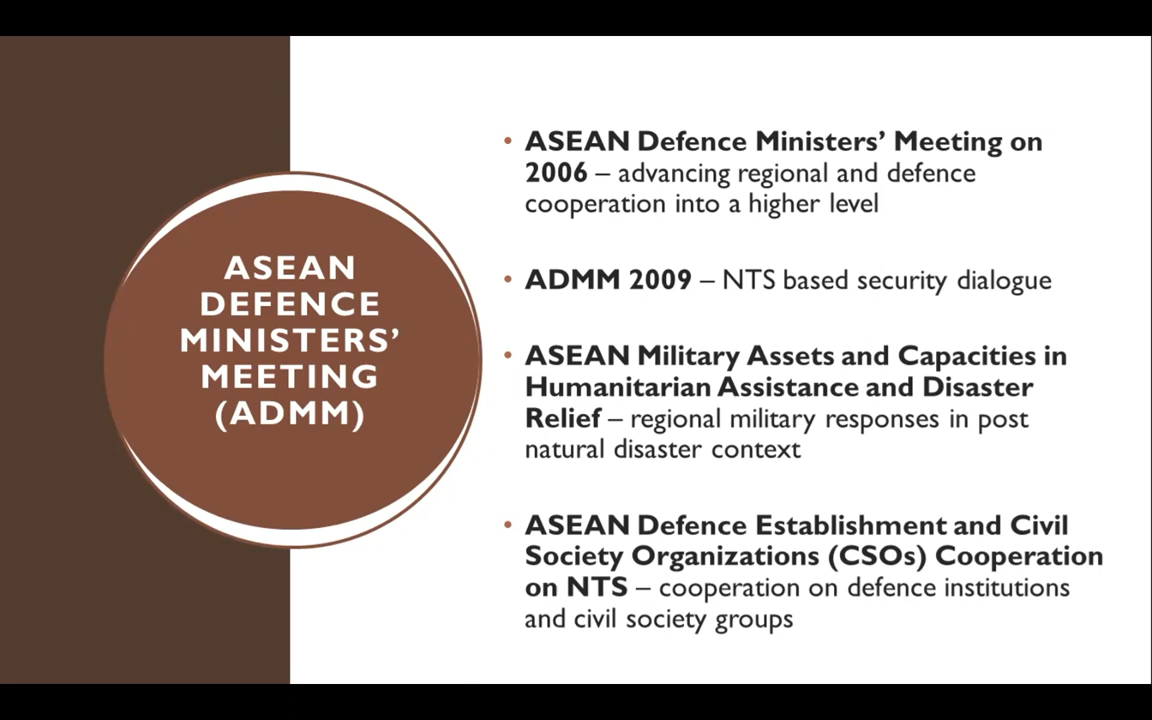 ASEAN
DEFENCE
MINISTERS’
MEETING
(ADMM)
• ASEAN Defence Ministers’ Meeting on
2006 – advancing regional and defence
cooperation into a higher level
• ADMM 2009 – NTS based security dialogue
• ASEAN Military Assets and Capacities in
Humanitarian Assistance and Disaster
Relief – regional military responses in post
natural disaster context
• ASEAN Defence Establishment and Civil
Society Organizations (CSOs) Cooperation
on NTS – cooperation on defence institutions
and civil society groups